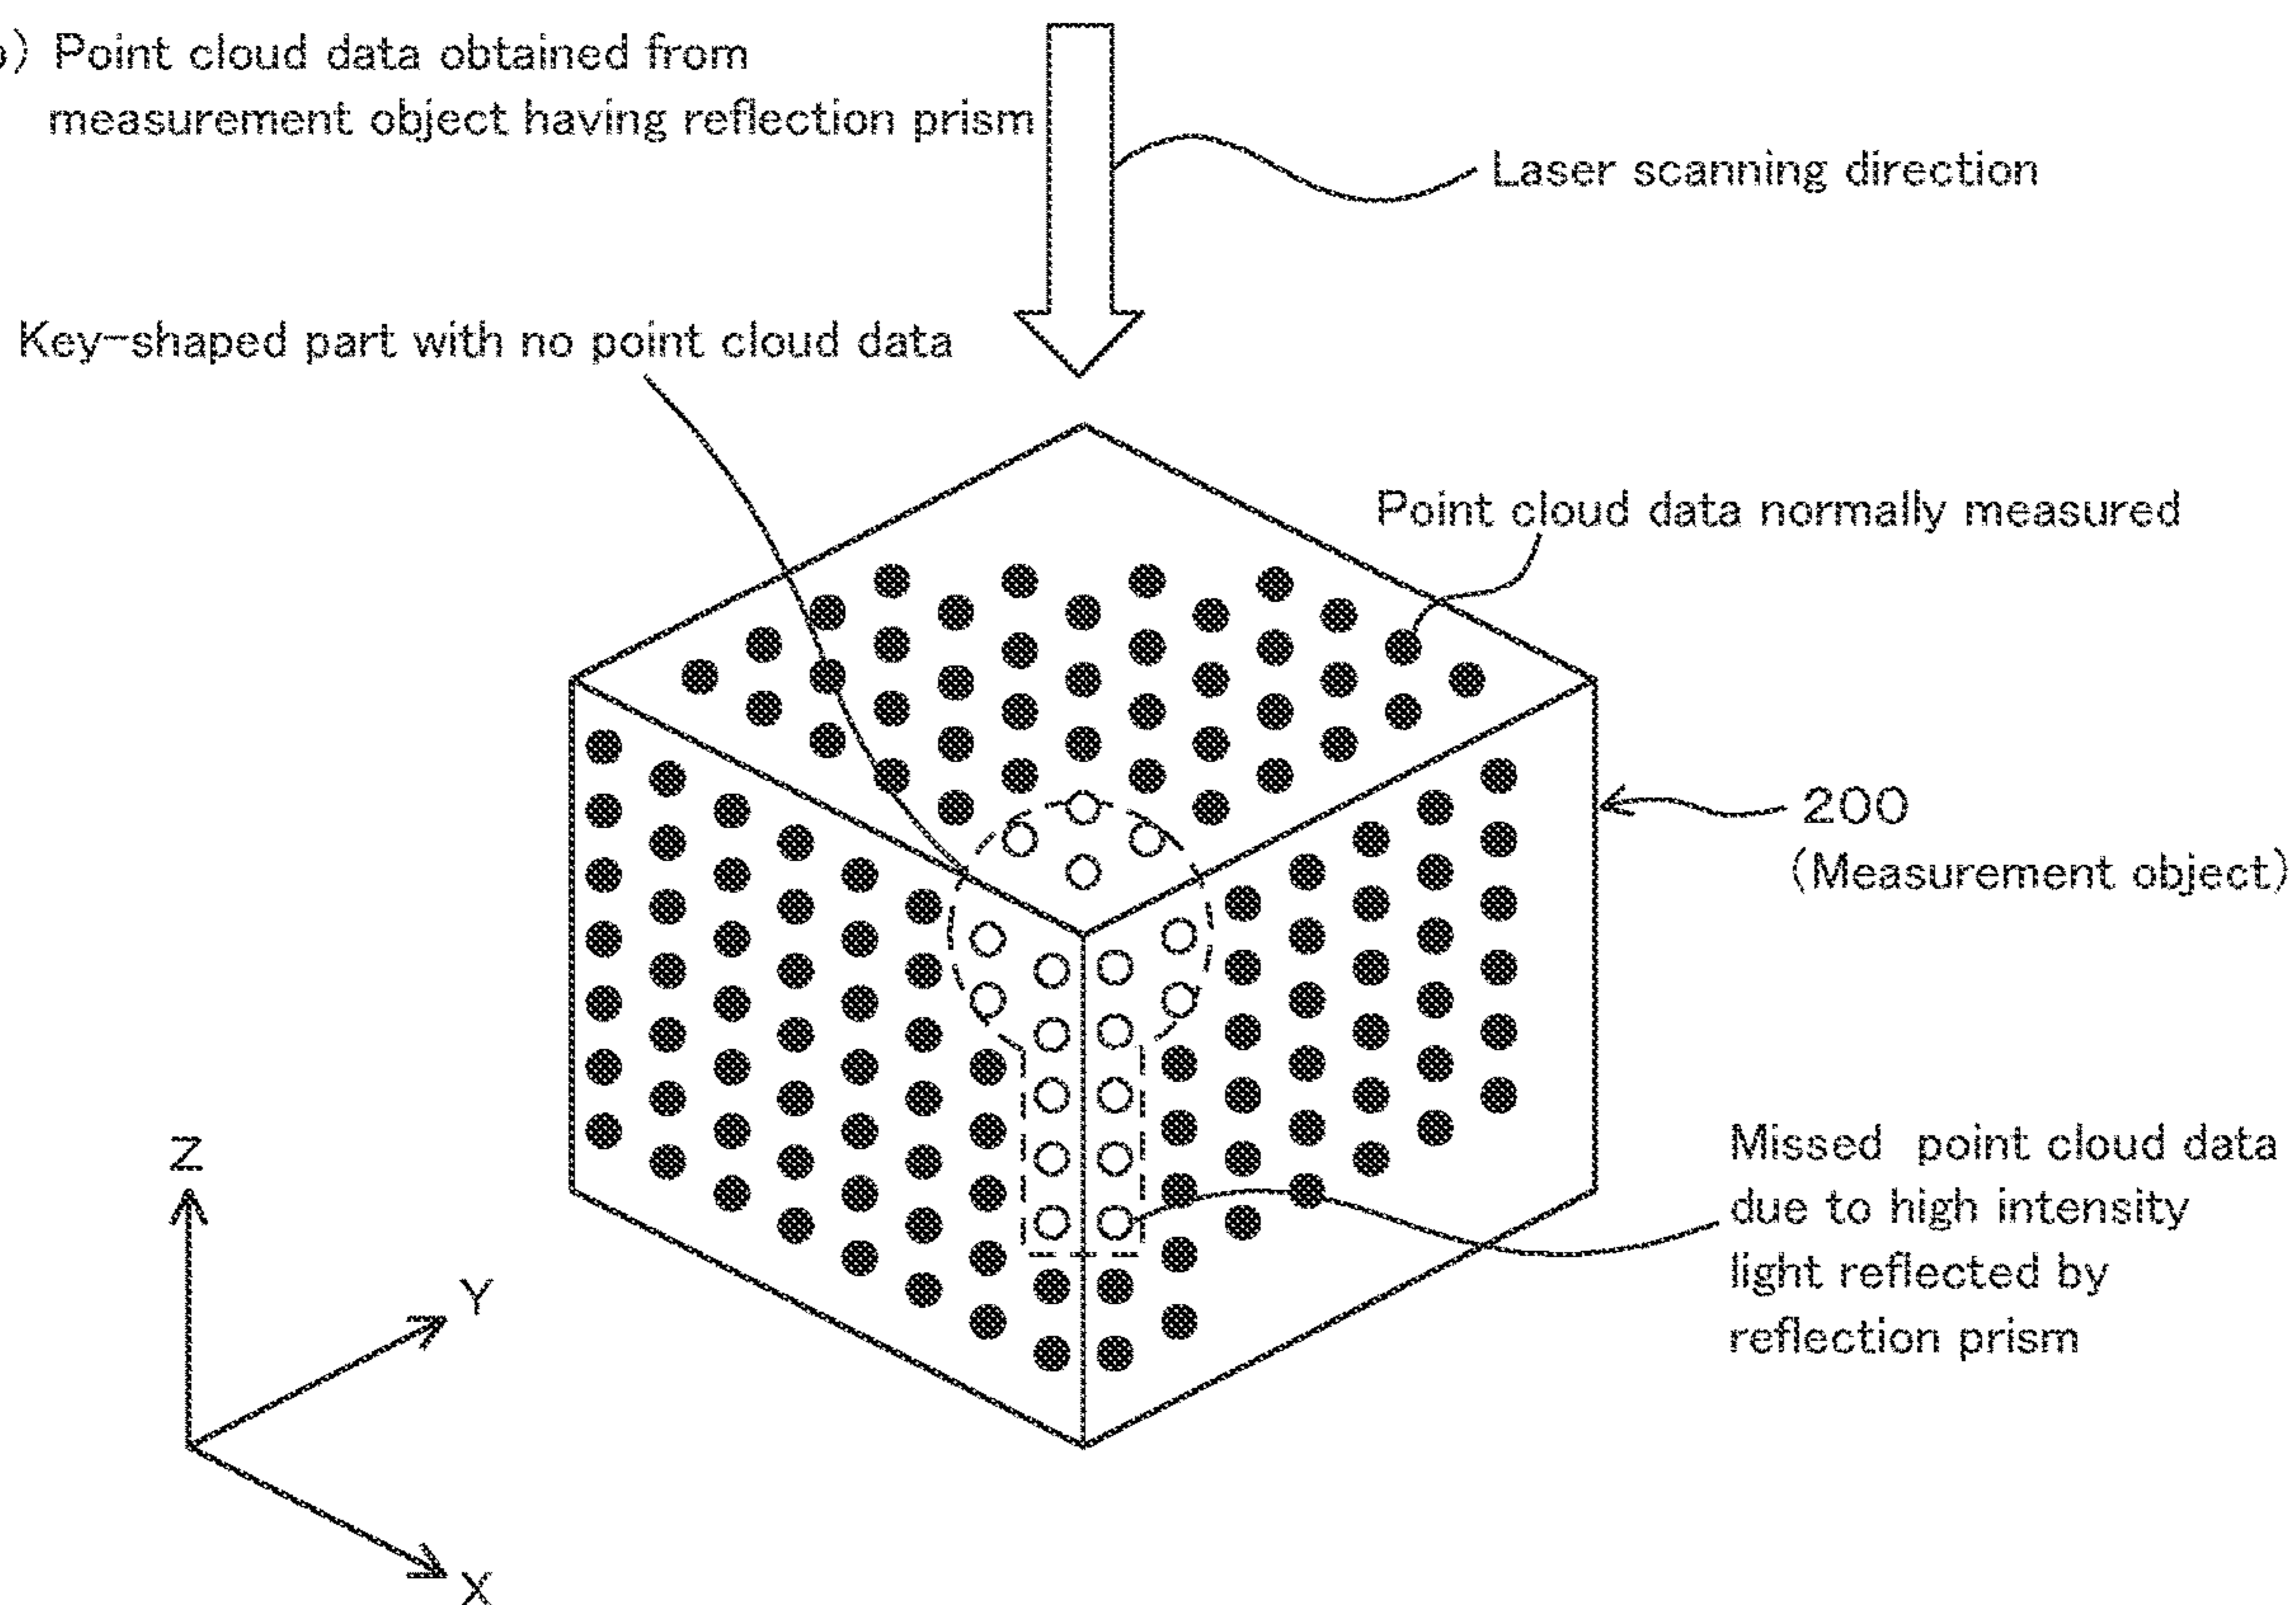 ) Point cloud data obtained from
measurement object having reflection prism
Laser scanning direction
Key-shaped part with no point cloud data
Point cloud data normally measured
200
(Measurement object)
Missed point cloud data
due to high intensity
light reflected by
reflection prism
Z
Y
X